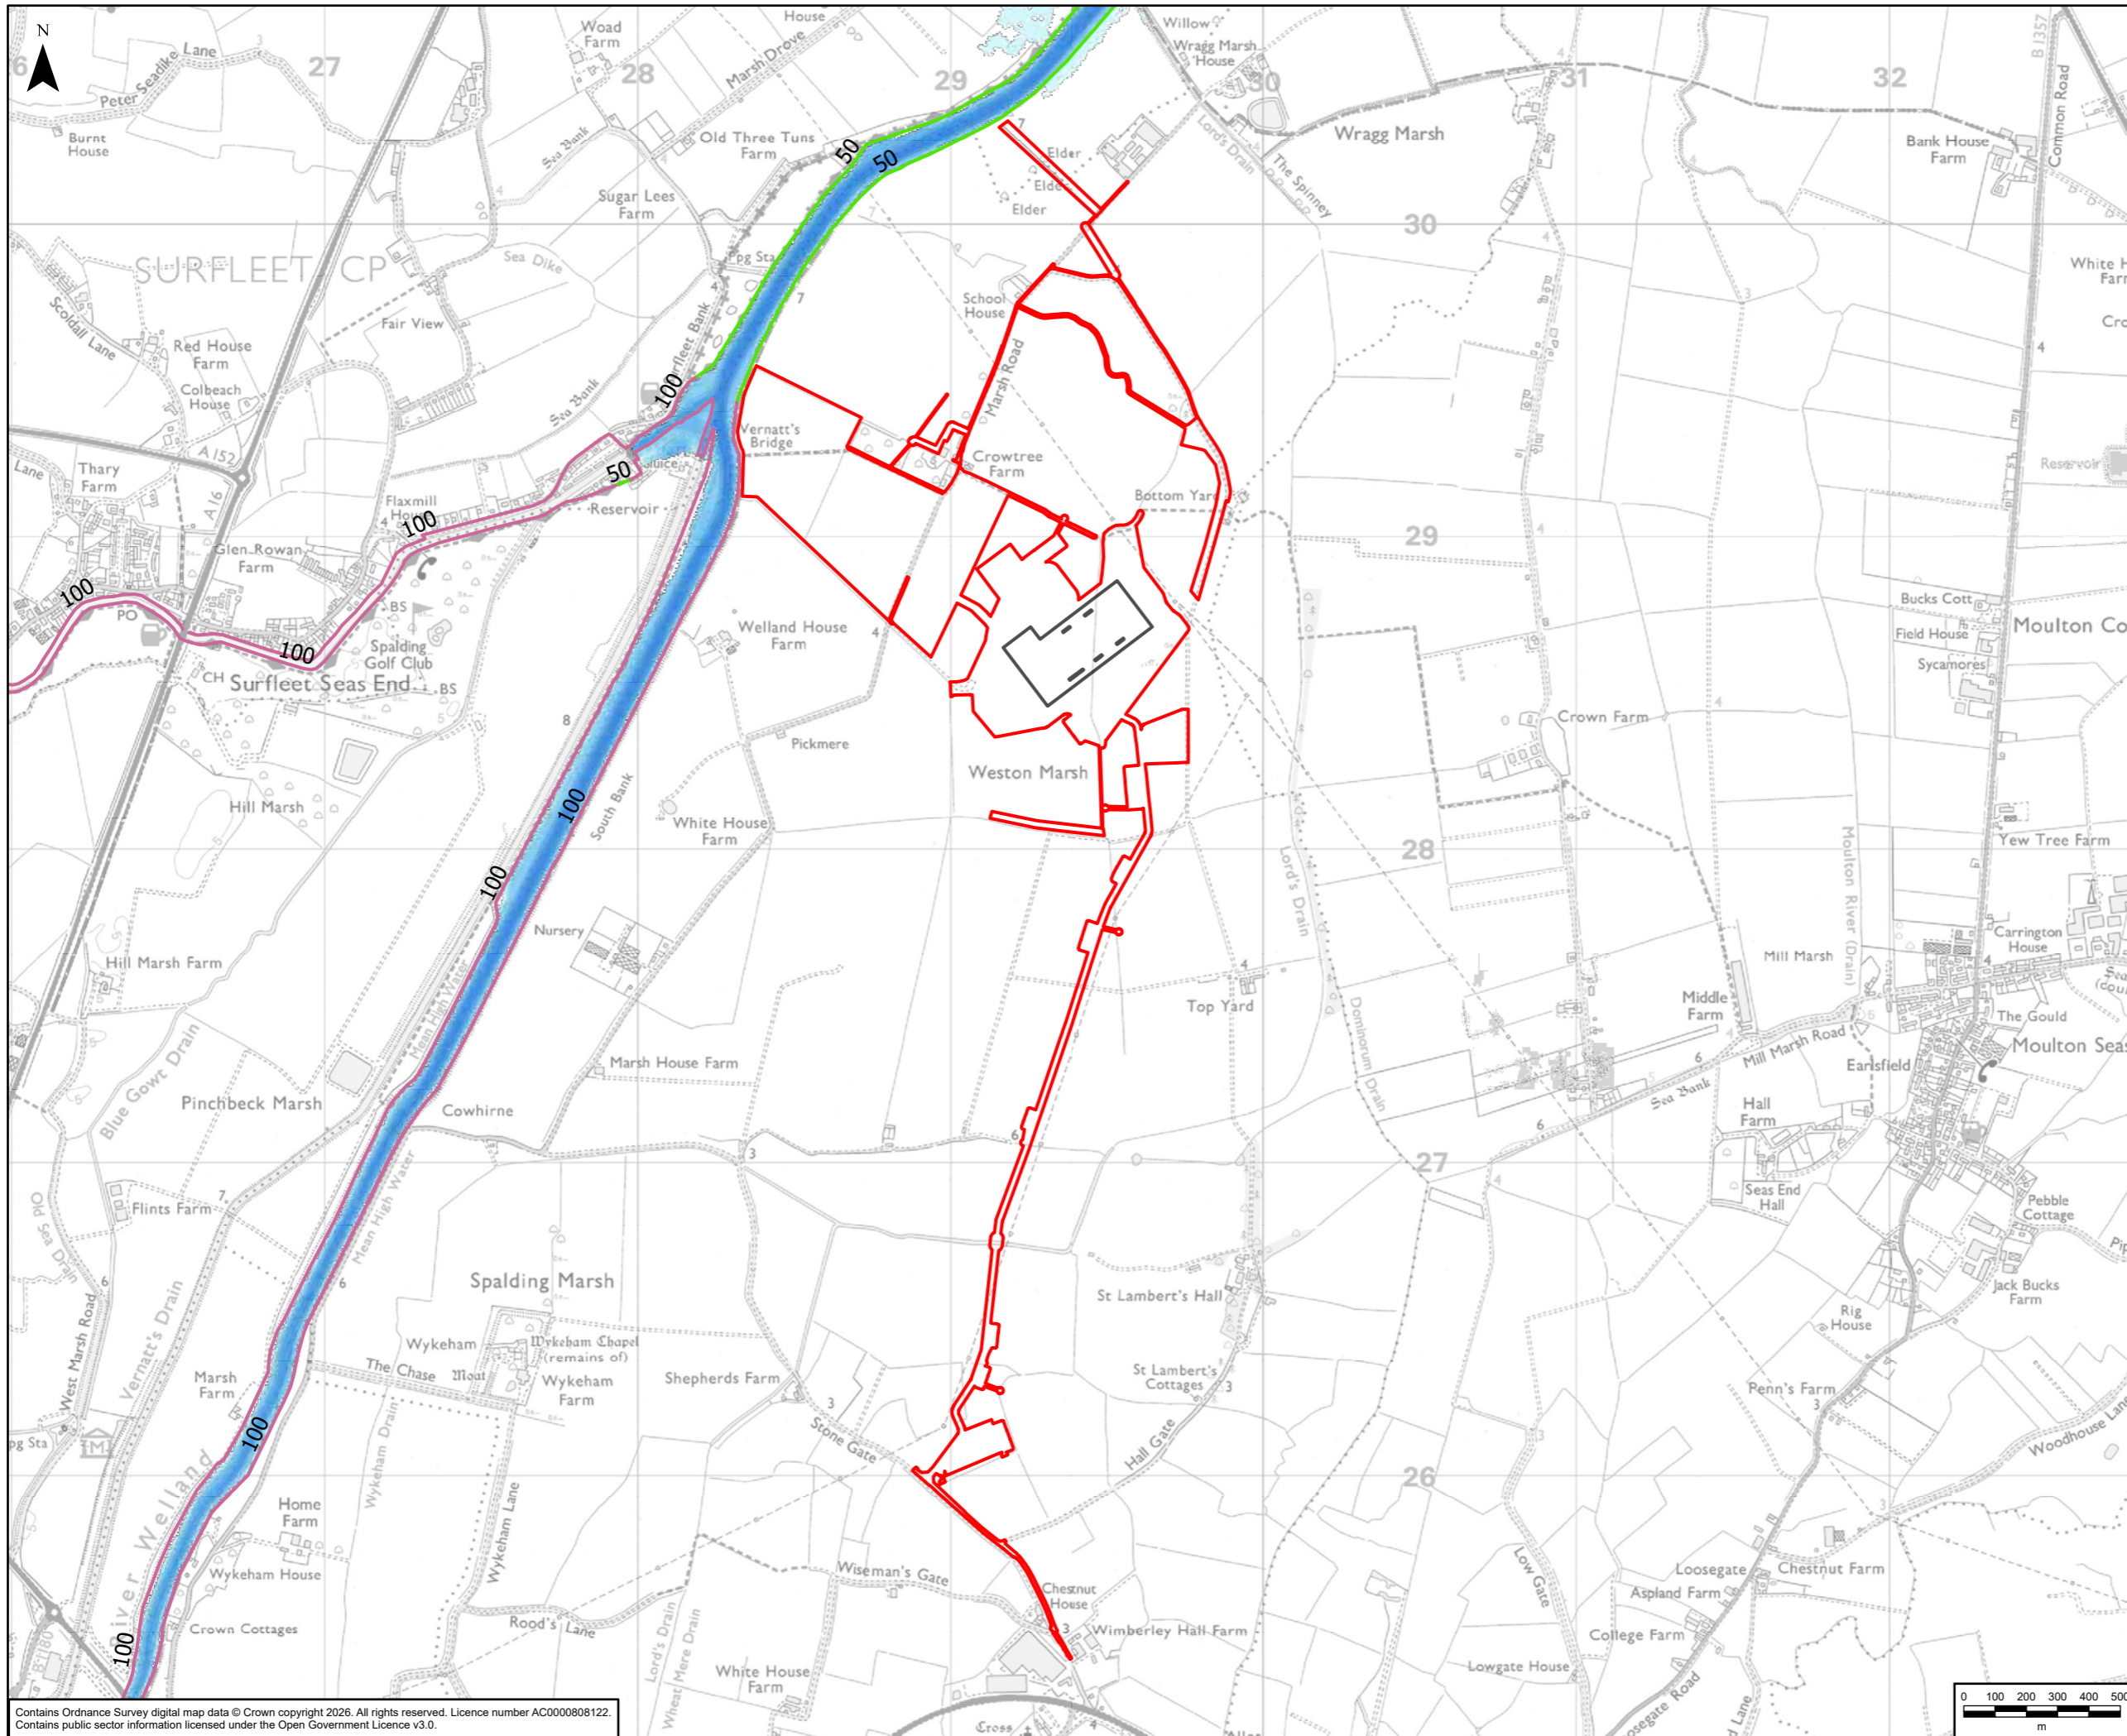 N
Woad
Farm
House
Willow
Wragg Marsh
House
B 1357
Lane
27
28
29
30
31
32
Peter Seadike
Marsh Drove
Common Road
Burnt
House
Sea Bank
Old Three Tuns
Farm
50
50
Elder
Elder
Lord's Drain
The Spinney
Wragg Marsh
Bank House
Farm
Sugar Lees
Farm
Elder
30
SURFLEET CP
Sea Dike
Ppg Sta
White H
Scoldall Lane
Fair View
School
House
Red House
Farm
Colbeach
House
Sea Bank
100
Marsh Road
A 152
Lane
Thary
Farm
Vernatt's
Bridge
Crowtree
Farm
Reservoir
50
Sluice
A 16
Flaxmill
Reservoir
Bottom Yard
100
29
Glen Rowan
Farm
100
PO
BS
Bucks Cott
100
Spalding
Golf Club
Welland House
Farm
Field House
Moulton Co
CH
Surfleet Seas End
BS
Sycamores
Pickmere
Crown Farm
Weston Marsh
Hill Marsh
100
South Bank
White House
Farm
Yew Tree Farm
28
100
Lord's Drain
Moulton River (Drain)
Nursery
Carrington
House
Hill Marsh Farm
Mean High Water
Mill Marsh
Top Yard
Middle
Farm
The Gould
Blue Gowt Drain
Dominorum Drain
Mill Marsh Road
Marsh House Farm
Earlsfield
Moulton Seas
Pinchbeck Marsh
Cowhirne
Sea Bank
Hall
Farm
27
Old Sea Drain
Mean High Water
Flints Farm
Seas End
Hall
Pebble
Cottage
Spalding Marsh
St Lambert's Hall
Jack Bucks
Farm
West Marsh Road
Vernatt's Drain
Wykeham
Wykeham Chapel
(remains of)
Rig
House
Marsh
Farm
The Chase
Moat
Wykeham
Farm
Shepherds Farm
St Lambert's
Cottages
Penn's Farm
100
Stone Gate
Hall Gate
Woodhouse Lane
pg Sta
M
Wykeham Drain
26
River Welland
Home
Farm
Wykeham Lane
Wykeham House
Wiseman's Gate
Low Gate
Loosegate
Chestnut Farm
Chestnut
House
Aspland Farm
Crown Cottages
Rood's Lane
Lord's Drain
Wimberley Hall Farm
College Farm
100
B 1180
Wheat Mere Drain
White House
Farm
Lowgate House
osegate Road
d Lane
Cross
Contains Ordnance Survey digital map data © Crown copyright 2026. All rights reserved. Licence number AC0000808122.
Contains public sector information licensed under the Open Government Licence v3.0.
0 100 200 300 400 500
m